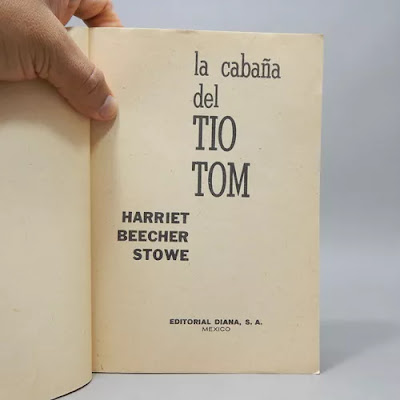 la cabaña
del
TIO
TOM
HARRIET
BEECHER
STOWE
EDITORIAL DIANA, S. A.
MEXICO